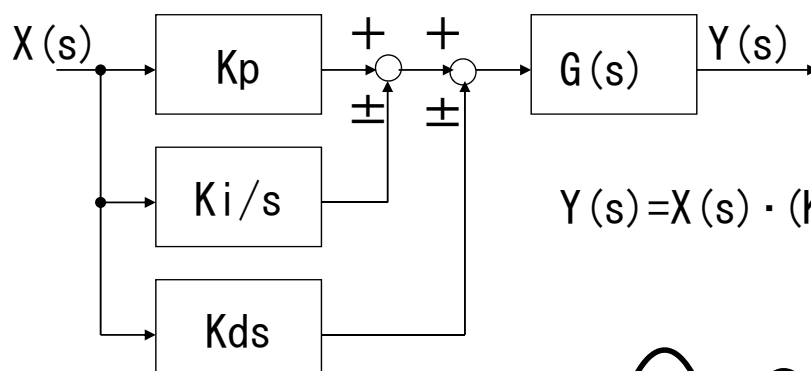 X(s)
Kp
+
+
±
±
G(s)
Y(s)
Ki/s
Y(s)=X(s)·(K
Kds